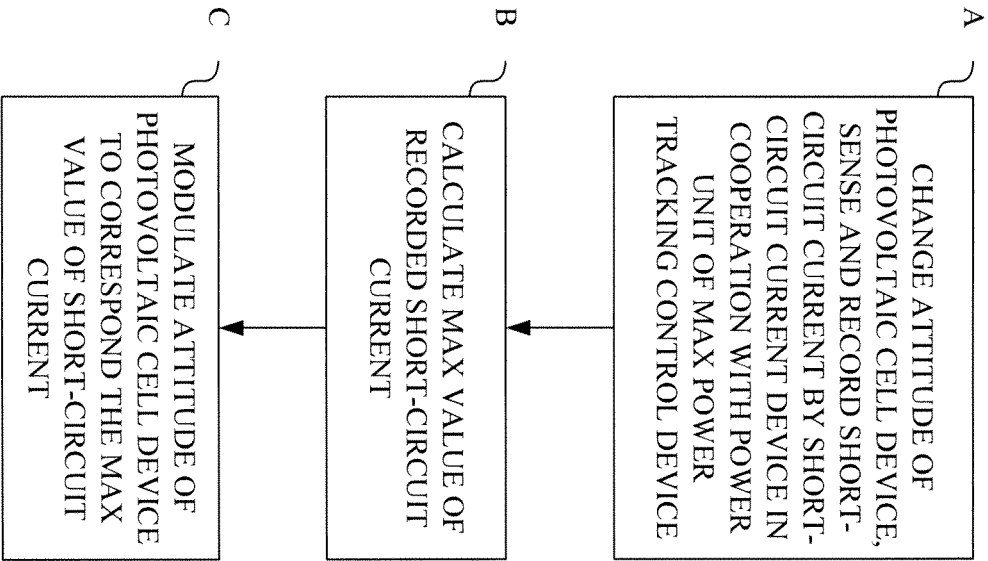 A
CHANGE ATTITUDE OF
PHOTOVOLTAIC CELL DEVICE,
SENSE AND RECORD SHORT-
CIRCUIT CURRENT BY SHORT-
CIRCUIT CURRENT DEVICE IN
COOPERATION WITH POWER
UNIT OF MAX POWER
TRACKING CONTROL DEVICE
B
CALCULATE MAX VALUE OF
RECORDED SHORT-CIRCUIT
CURRENT
C
MODULATE ATTITUDE OF
PHOTOVOLTAIC CELL DEVICE
TO CORRESPOND THE MAX
VALUE OF SHORT-CIRCUIT
CURRENT